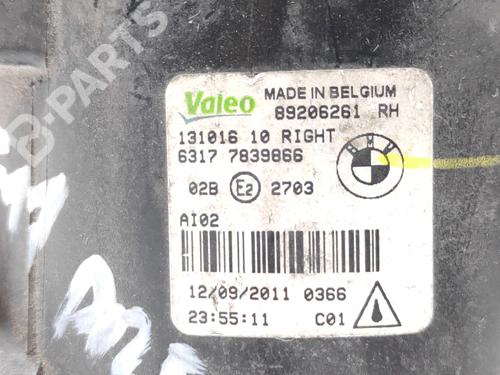 B-PARTS
Valeo MADE IN BELGIUM
89206261 RH
131016 10 RIGHT
6317 7839866
BMW
02B E2 2703
AI02
12/09/2011 0366
23:55:11 C01